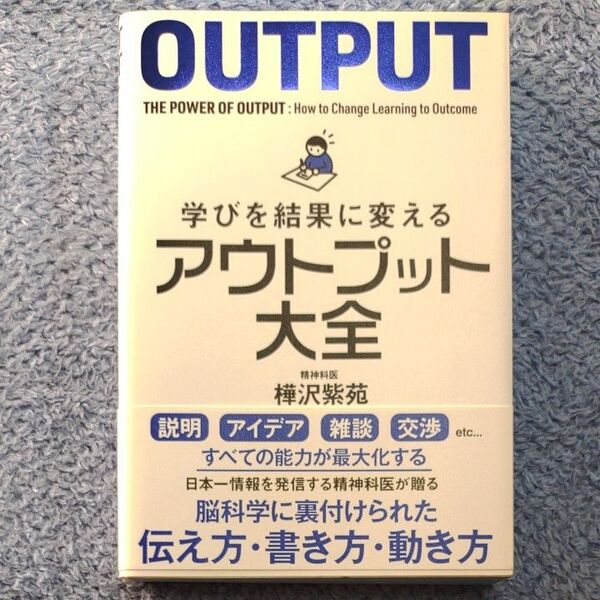 OUTPUT
THE POWER OF OUTPUT : How to Change Learning to Outcome
学びを結果に変える
アウトプット
大全
精神科医
樺沢紫苑
説明 アイデア 雑談 交渉 etc...
すべての能力が最大化する
日本一情報を発信する精神科医が贈る
脳科学に裏付けられた
伝え方・書き方・動き方